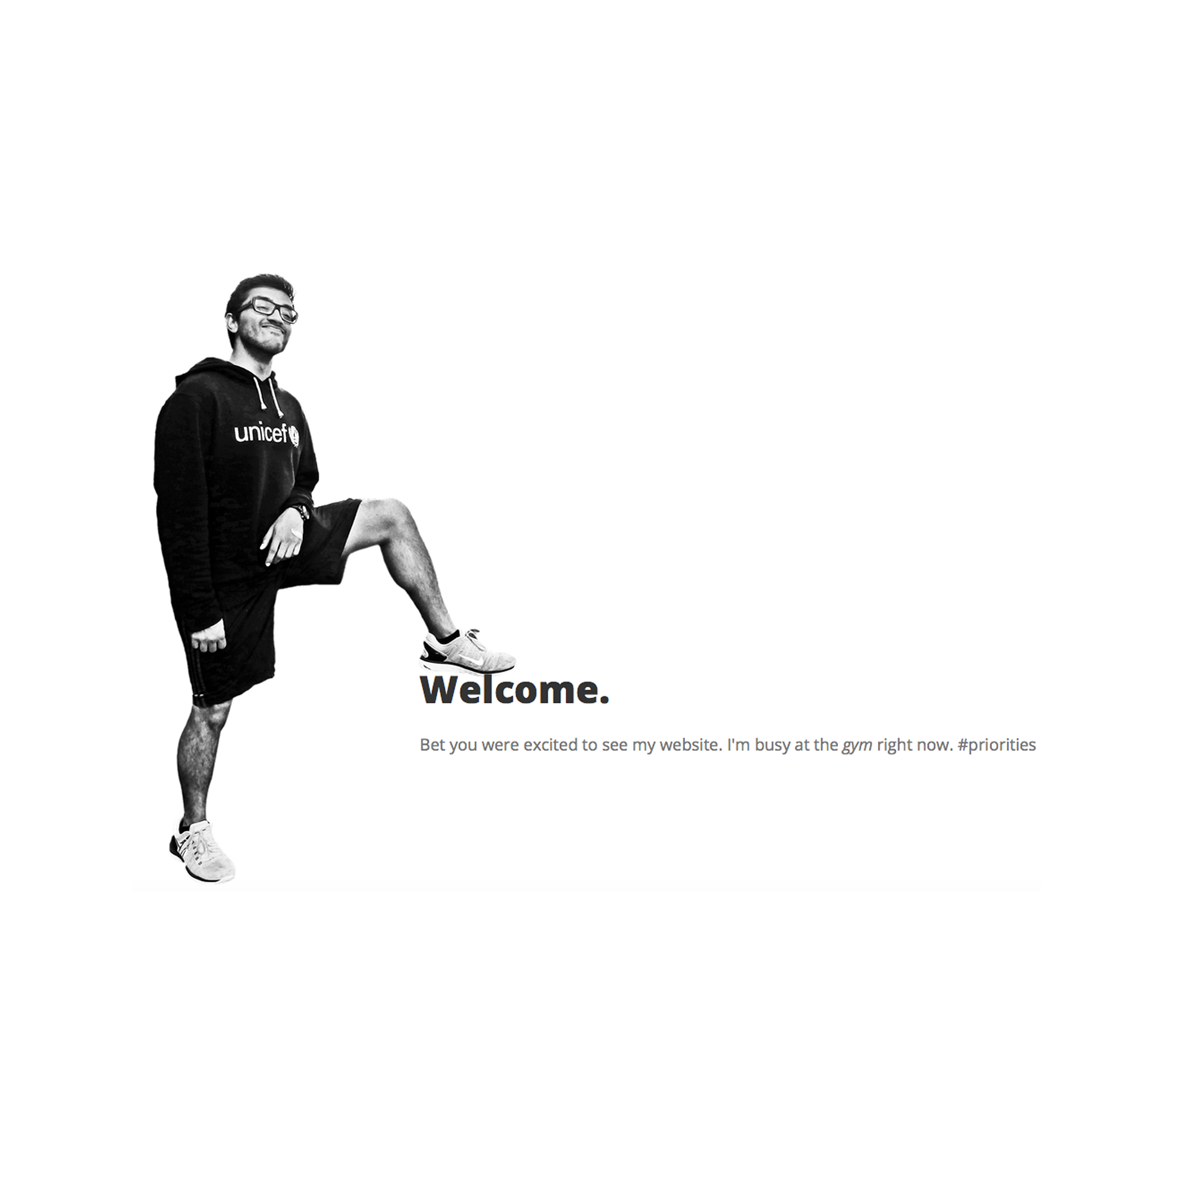 unicef
Welcome.
Bet you were excited to see my website. I'm busy at the gym right now. #priorities